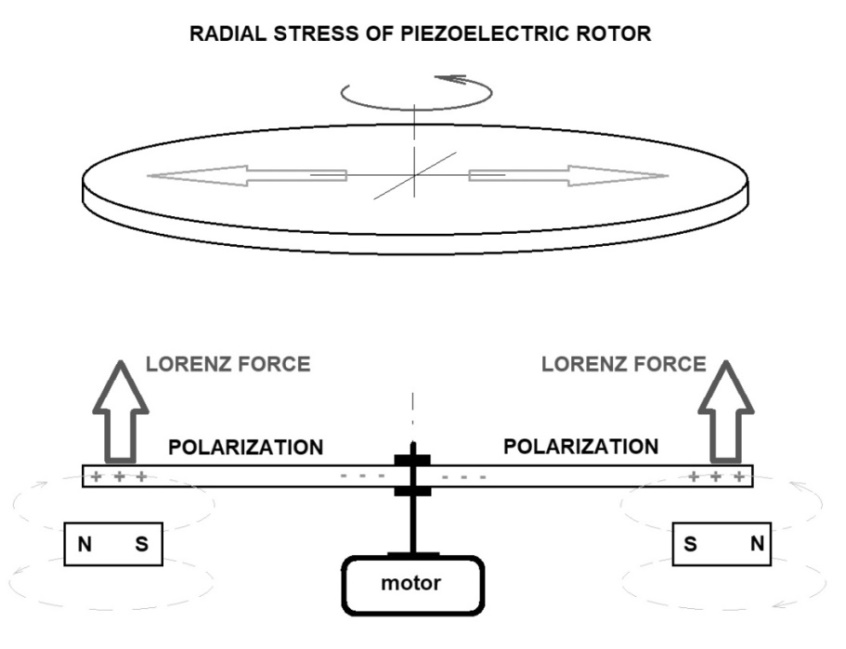 RADIAL STRESS OF PIEZOELECTRIC ROTOR
LORENZ FORCE LORENZ FORCE
POLARIZATION POLARIZATION
+ + + - - - - - - + + +
N S S N
motor